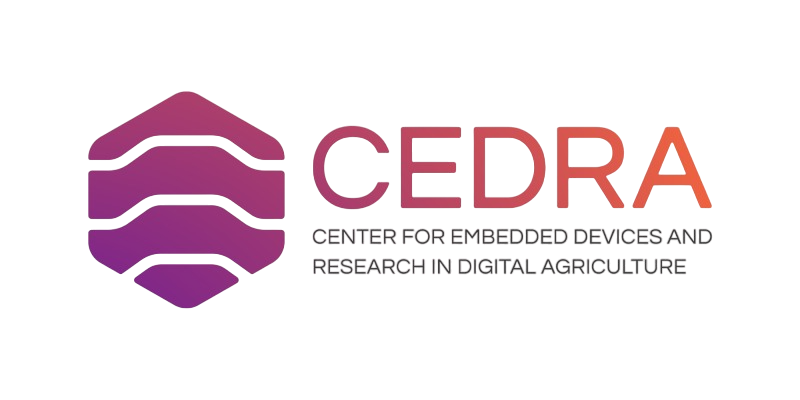 CEDRA
CENTER FOR EMBEDDED DEVICES AND
RESEARCH IN DIGITAL AGRICULTURE